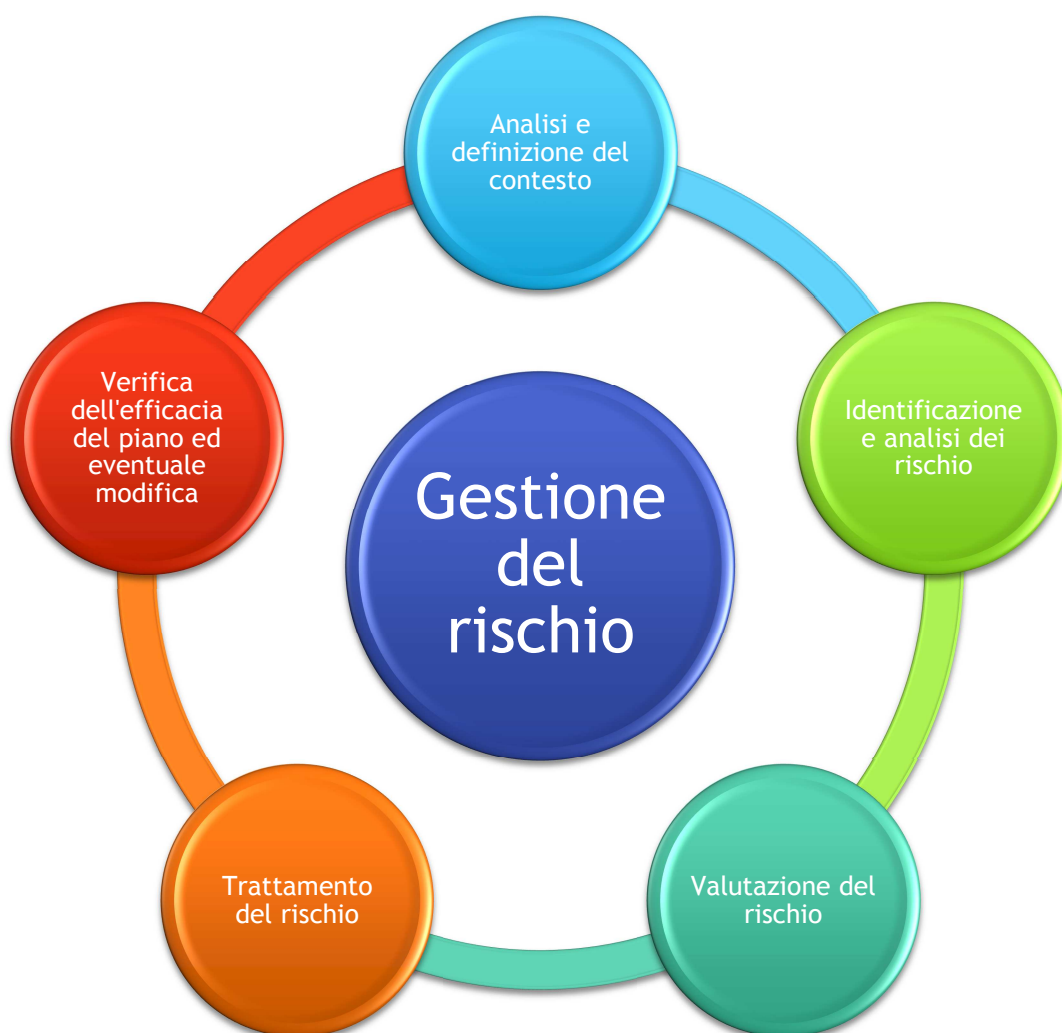 Analisi e
definizione del
contesto
Identificazione
e analisi dei
rischio
Valutazione del
rischio
Trattamento
del rischio
Verifica
dell'efficacia
del piano ed
eventuale
modifica
Gestione
del
rischio